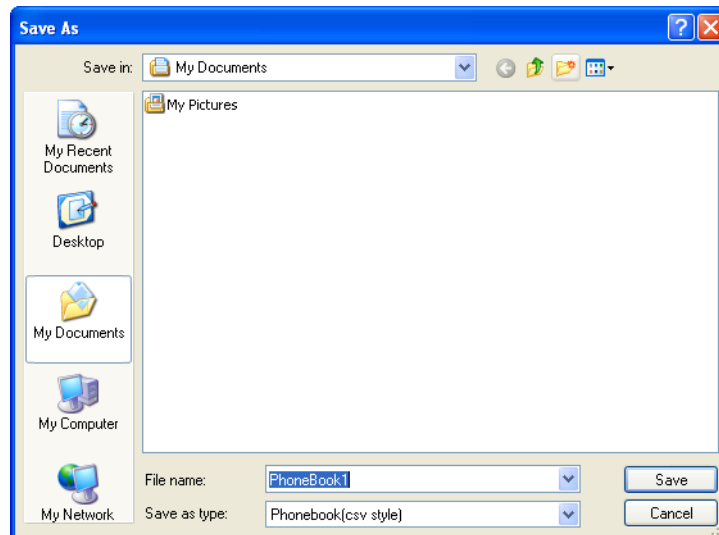 Save As
Save in:
My Documents
My Pictures
My Recent
Documents
Desktop
My Documents
My Computer
My Network
File name:
PhoneBook1
Save
Save as type:
Phonebook(csv style)
Cancel